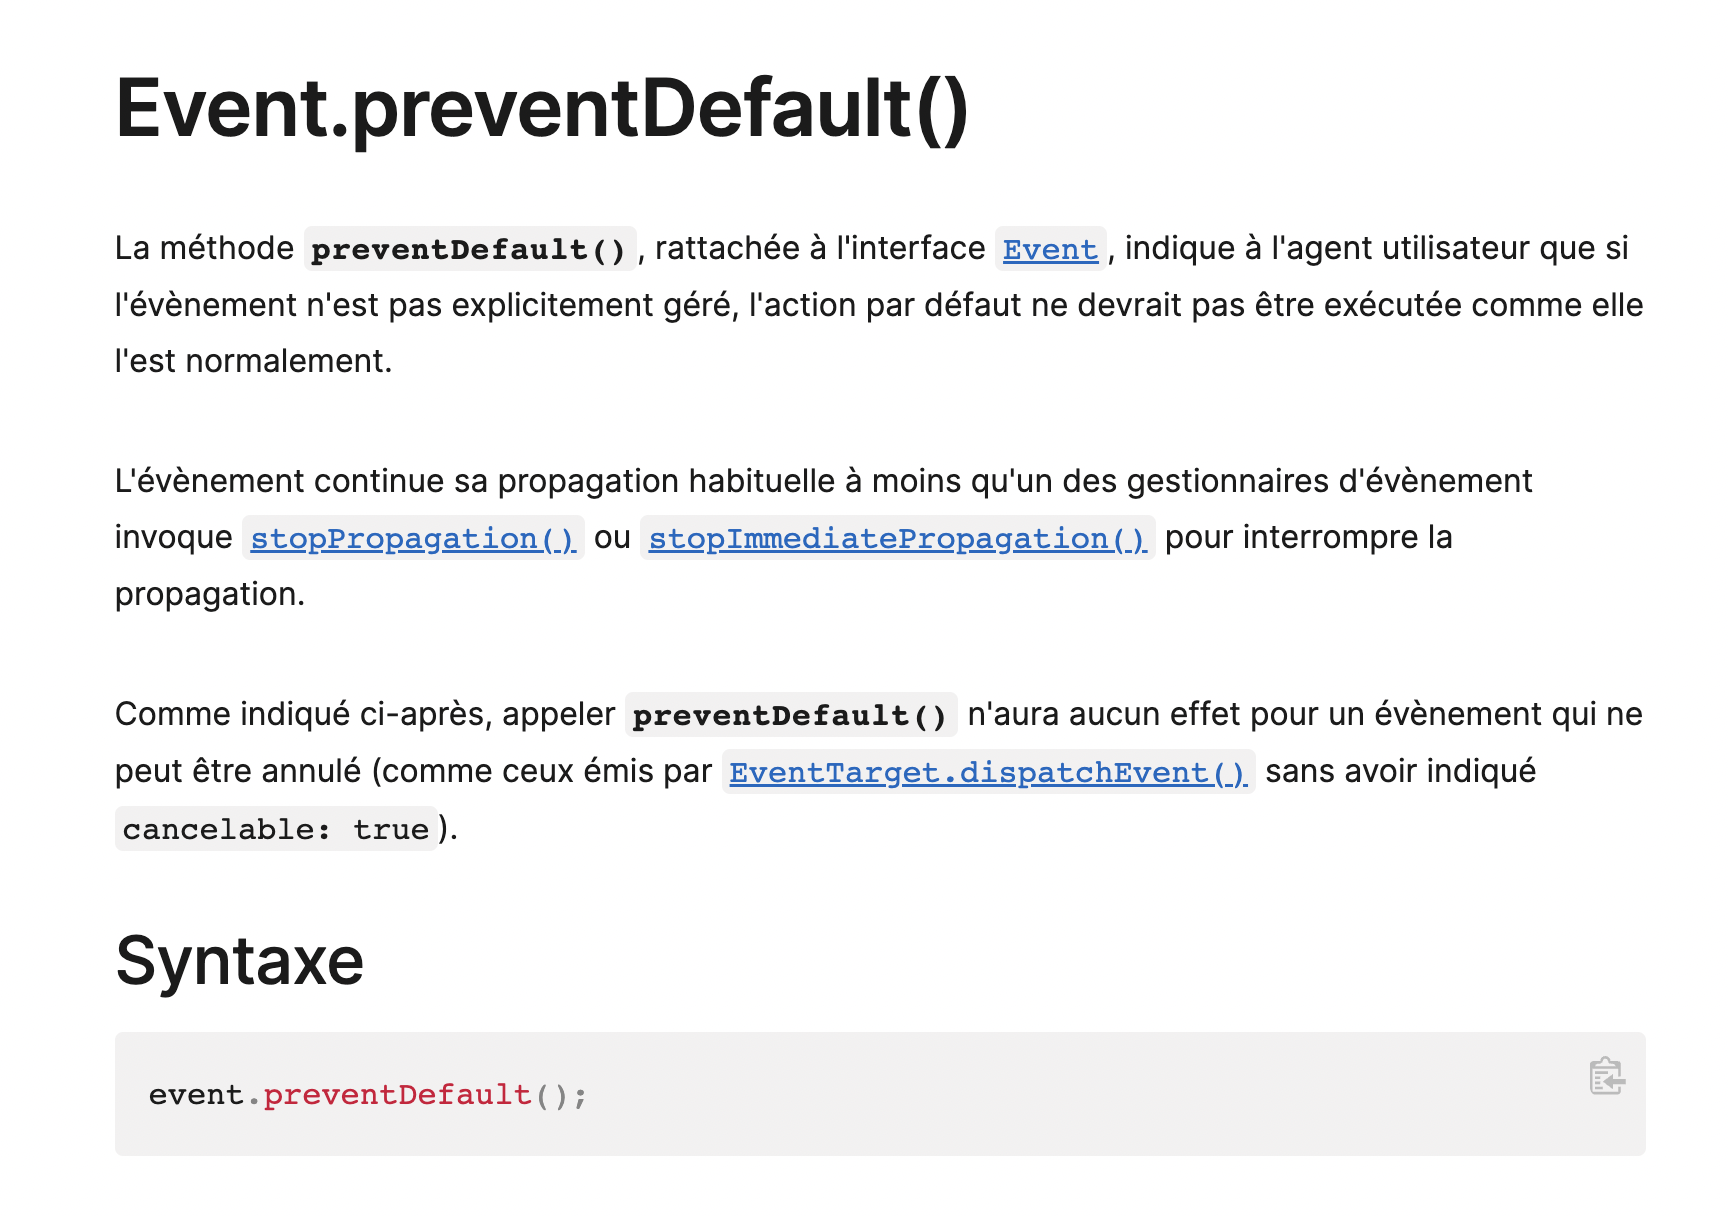 Event.preventDefault()
La méthode preventDefault(), rattachée à l'interface Event, indique à l'agent utilisateur que si
l'évènement n'est pas explicitement géré, l'action par défaut ne devrait pas être exécutée comme elle
l'est normalement.
L'évènement continue sa propagation habituelle à moins qu'un des gestionnaires d'évènement
invoque stopPropagation() ou stopImmediatePropagation() pour interrompre la
propagation.
Comme indiqué ci-après, appeler preventDefault() n'aura aucun effet pour un évènement qui ne
peut être annulé (comme ceux émis par EventTarget.dispatchEvent() sans avoir indiqué
cancelable: true).
Syntaxe
event.preventDefault();